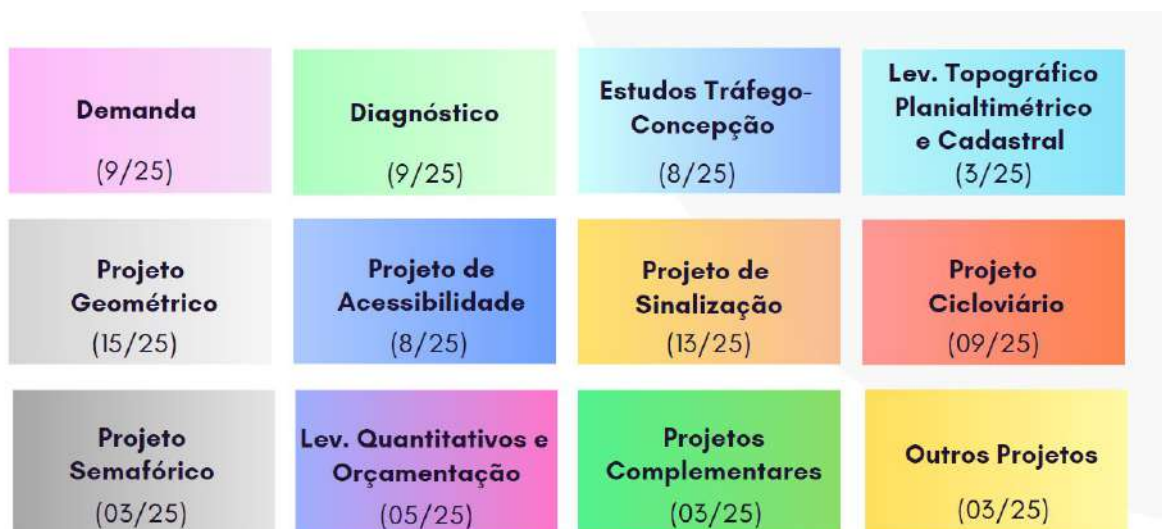 Demanda
(9/25)
Diagnóstico
(9/25)
Estudos Tráfego-
Concepção
(8/25)
Lev. Topográfico
Planialtimétrico
e Cadastral
(3/25)
Projeto
Geométrico
(15/25)
Projeto de
Acessibilidade
(8/25)
Projeto de
Sinalização
(13/25)
Projeto
Cicloviário
(09/25)
Projeto
Semafórico
(03/25)
Lev. Quantitativos e
Orçamentação
(05/25)
Projetos
Complementares
(03/25)
Outros Projetos
(03/25)